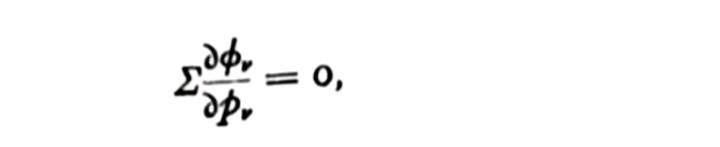 Σ ∂ϕᵥ/∂pᵥ = 0,